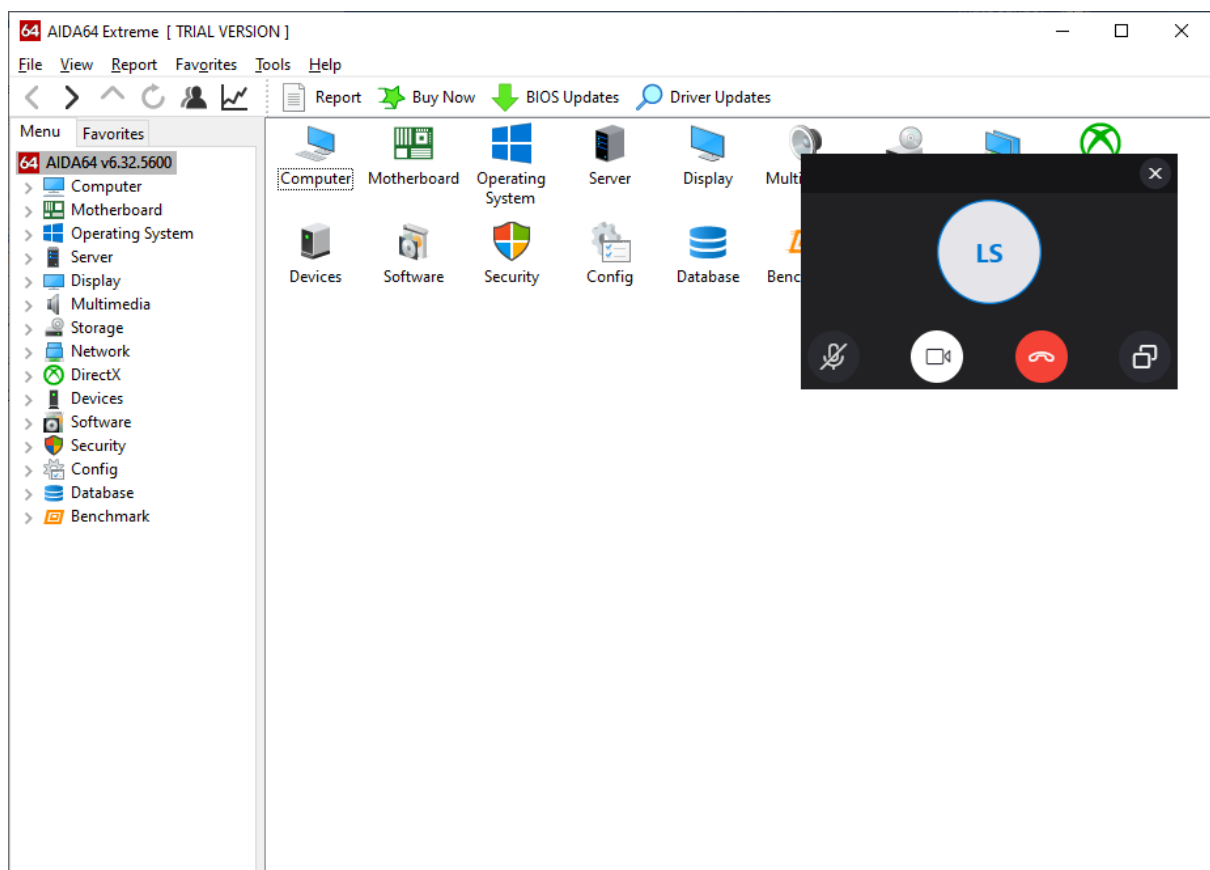 64 AIDA64 Extreme [ TRIAL VERSION ]
File View Report Favorites Tools Help
Report Buy Now BIOS Updates Driver Updates
Menu Favorites
64 AIDA64 v6.32.5600
Computer
Motherboard
Operating System
Server
Display
Multimedia
Storage
Network
DirectX
Devices
Software
Security
Config
Database
Benchmark
Computer Motherboard Operating System Server Display
Devices Software Security Config Database
LS